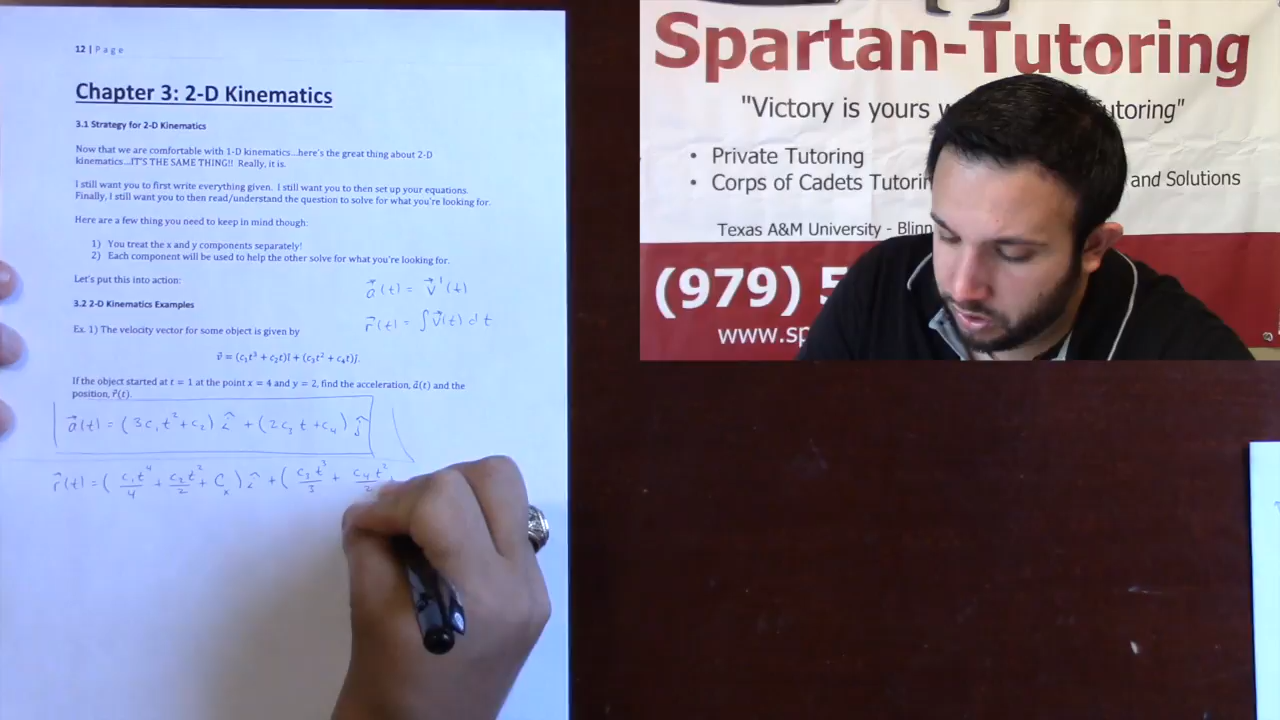 12 | Page
Chapter 3: 2-D Kinematics
3.1 Strategy for 2-D Kinematics
Now that we are comfortable with 1-D kinematics...here's the great thing about 2-D
kinematics...IT'S THE SAME THING!! Really, it is.
I still want you to first write everything given. I still want you to then set up your equations.
Finally, I still want you to then read/understand the question to solve for what you're looking for.
Here are a few thing you need to keep in mind though:
1) You treat the x and y components separately!
2) Each component will be used to help the other solve for what you're looking for.
Let's put this into action:
a⃗(t) = v⃗'(t)
3.2 2-D Kinematics Examples
r⃗(t) = ∫v⃗(t) dt
Ex. 1) The velocity vector for some object is given by
v⃗ = (c₁t³ + c₂t)î + (c₃t² + c₄t)ĵ.
If the object started at t = 1 at the point x = 4 and y = 2, find the acceleration, a⃗(t) and the
position, r⃗(t).
a⃗(t) = (3c₁t² + c₂) î + (2c₃t + c₄) ĵ
r⃗(t) = (c₁t⁴/4 + c₂t²/2 + Cₓ) î + (c₃t³/3 + c₄t²/2
Spartan-Tutoring
"Victory is yours Tutoring"
• Private Tutoring
• Corps of Cadets and Solutions
Texas A&M University - Blinn
(979) 5
www.sp